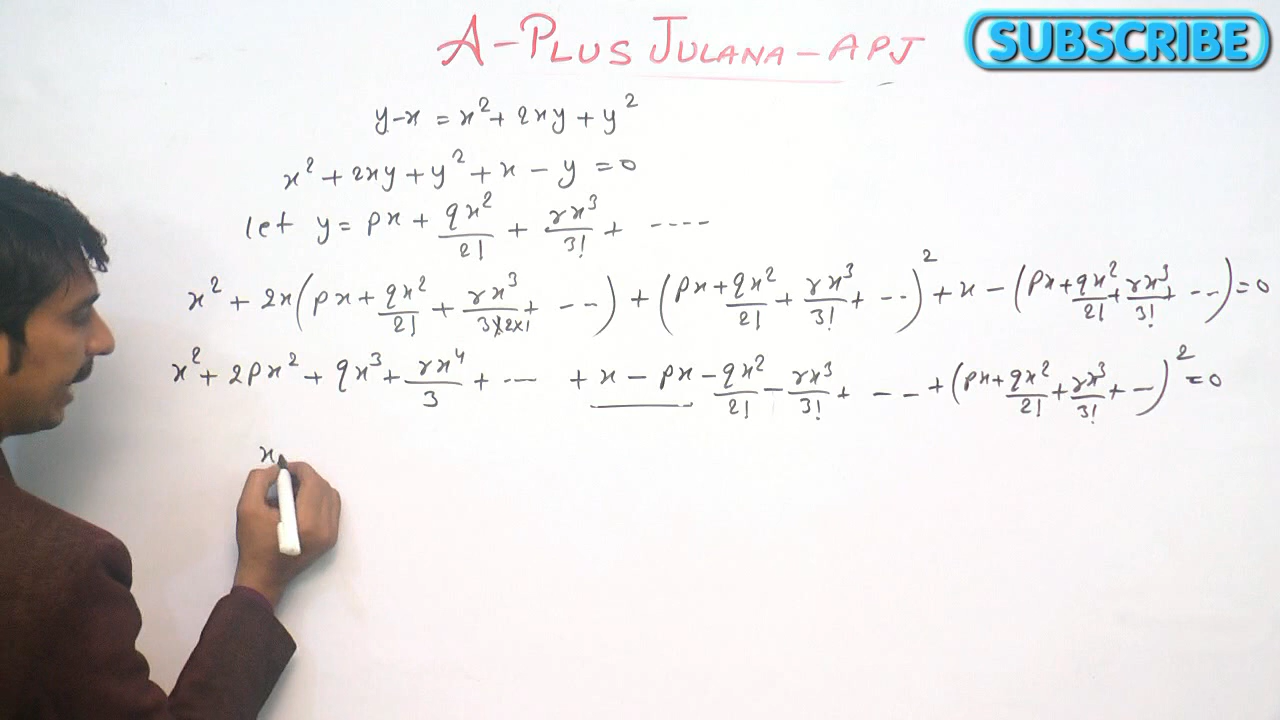 A-PLUS JULANA-APJ
SUBSCRIBE
y-x = x² + 2xy + y²
x² + 2xy + y² + x - y = 0
let y = px + qx²/2! + rx³/3! + ----
x² + 2x(px + qx²/2! + rx³/3×2×1 + ---) + (px + qx²/2! + rx³/3! + ---)² + x - (px + qx²/2! + rx³/3! + ---) = 0
x² + 2px² + qx³ + rx⁴/3 + --- + x - px - qx²/2! - rx³/3! + -- + (px + qx²/2! + rx³/3! + --)² = 0
x